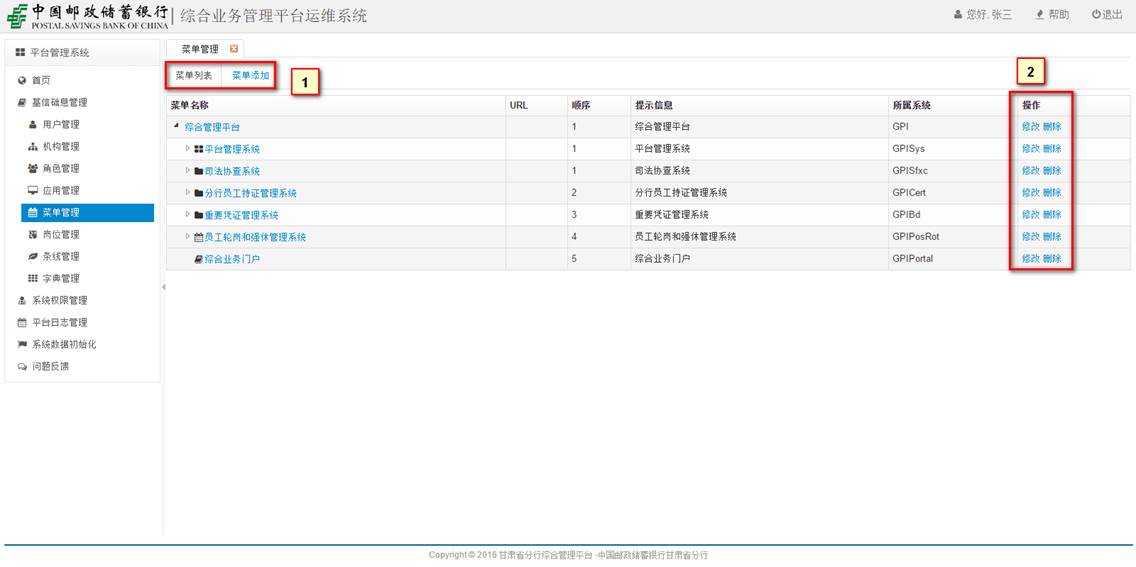 中国邮政储蓄银行 综合业务管理平台运维系统 您好, 张三 帮助 退出
POSTAL SAVINGS BANK OF CHINA
平台管理系统
首页
基信础息管理
用户管理
机构管理
角色管理
应用管理
菜单管理
岗位管理
条线管理
字典管理
系统权限管理
平台日志管理
系统数据初始化
问题反馈
菜单管理
菜单列表 菜单添加
1
2
菜单名称 URL 顺序 提示信息 所属系统 操作
综合管理平台 1 综合管理平台 GPI 修改 删除
平台管理系统 1 平台管理系统 GPISys 修改 删除
司法协查系统 1 司法协查系统 GPISfxc 修改 删除
分行员工持证管理系统 2 分行员工持证管理系统 GPICert 修改 删除
重要凭证管理系统 3 重要凭证管理系统 GPIBd 修改 删除
员工轮岗和强休管理系统 4 员工轮岗和强休管理系统 GPIPosRot 修改 删除
综合业务门户 5 综合业务门户 GPIPortal 修改 删除
Copyright © 2016 甘肃省分行综合管理平台 -中国邮政储蓄银行甘肃省分行